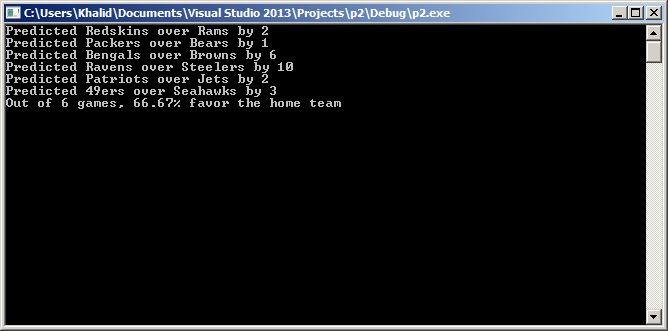 C:\Users\Khalid\Documents\Visual Studio 2013\Projects\p2\Debug\p2.exe
Predicted Redskins over Rams by 2
Predicted Packers over Bears by 1
Predicted Bengals over Browns by 6
Predicted Ravens over Steelers by 10
Predicted Patriots over Jets by 2
Predicted 49ers over Seahawks by 3
Out of 6 games, 66.67% favor the home team